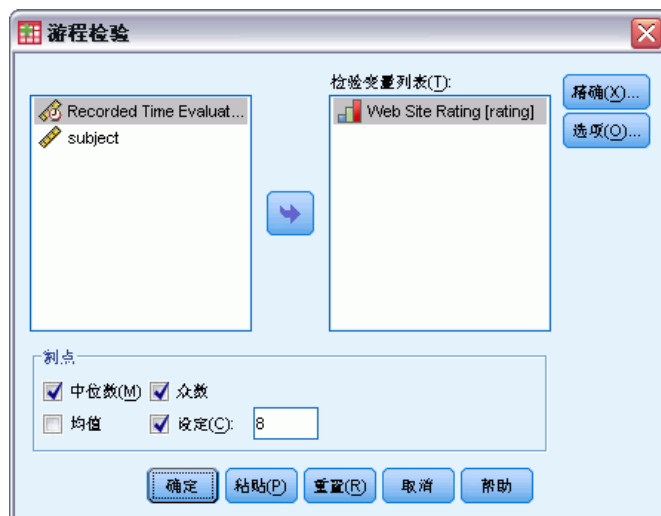 游程检验
检验变量列表(T):
Recorded Time Evaluat...
subject
Web Site Rating [rating]
精确(X)...
选项(O)...
割点
中位数(M)
众数
均值
设定(C):
8
确定
粘贴(P)
重置(R)
取消
帮助